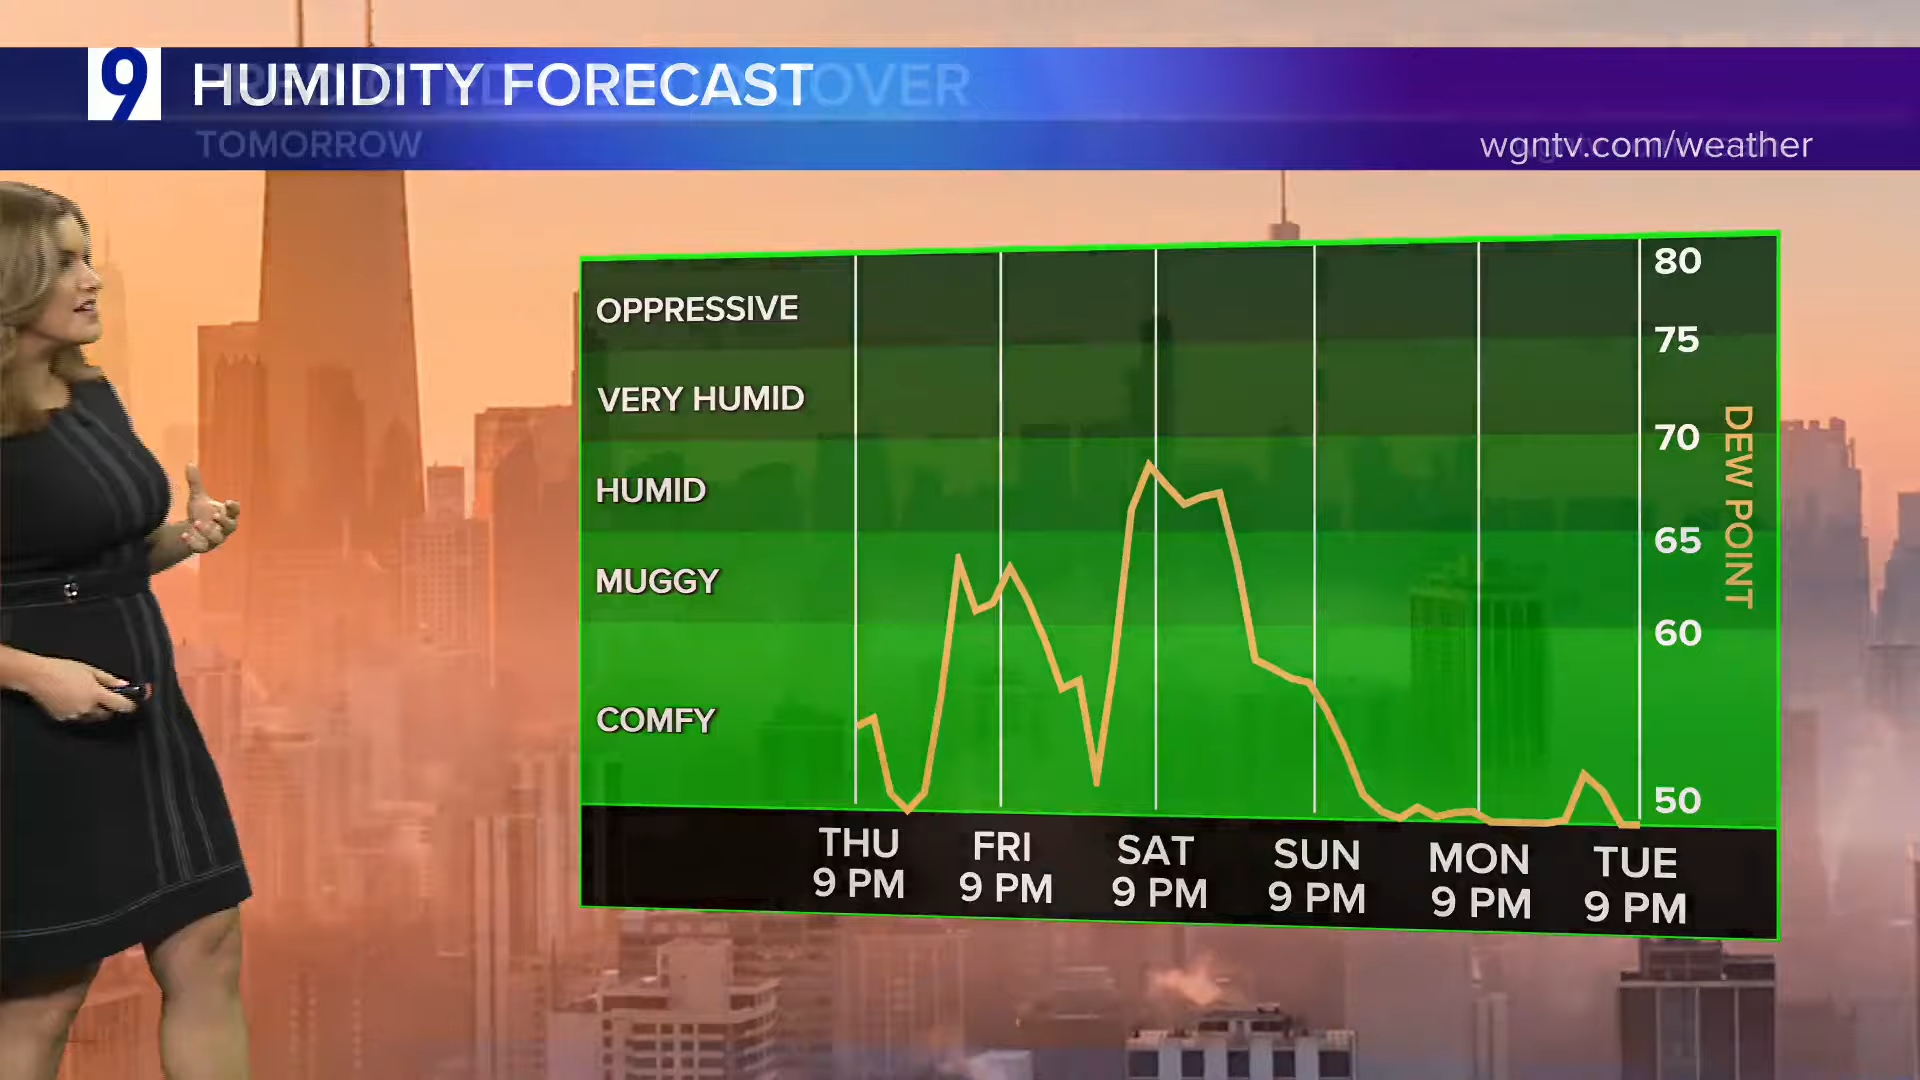 9 HUMIDITY FORECAST
OVER
TOMORROW
wgntv.com/weather
80
OPPRESSIVE
75
VERY HUMID
70
HUMID
65
MUGGY
60
COMFY
50
DEW POINT
THU FRI SAT SUN MON TUE
9 PM 9 PM 9 PM 9 PM 9 PM 9 PM